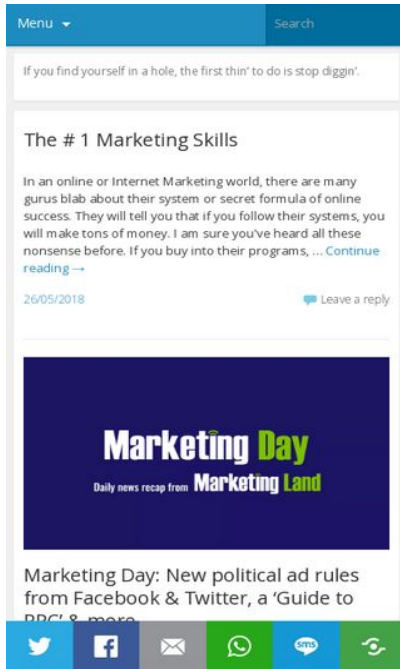 Menu
Search
If you find yourself in a hole, the first thin' to do is stop diggin'.
The # 1 Marketing Skills
In an online or Internet Marketing world, there are many
gurus blab about their system or secret formula of online
success. They will tell you that if you follow their systems, you
will make tons of money. I am sure you've heard all these
nonsense before. If you buy into their programs, … Continue
reading →
26/05/2018
Leave a reply
Marketing Day
Daily news recap from Marketing Land
Marketing Day: New political ad rules
from Facebook & Twitter, a ‘Guide to
PPC’ & more
sms